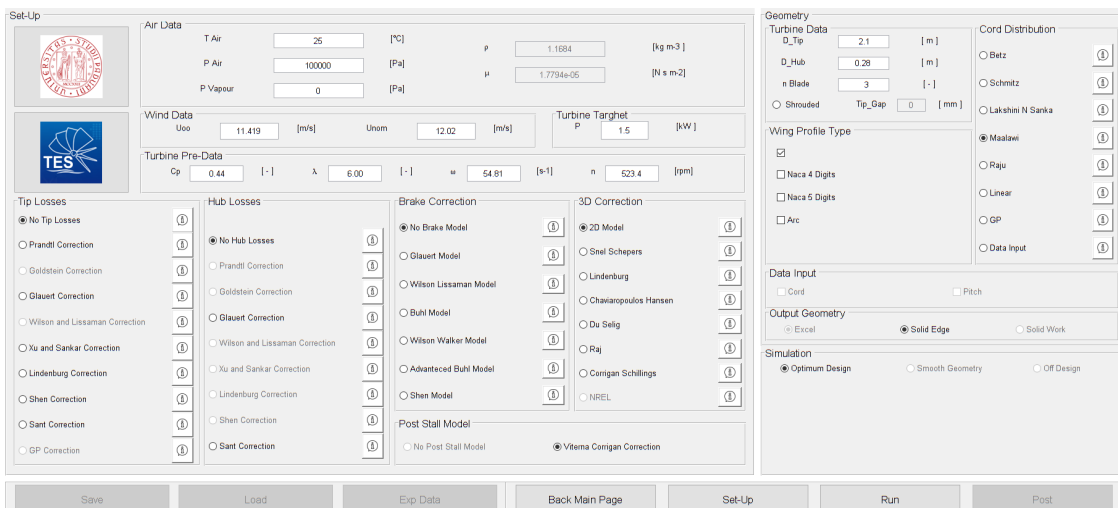 Set-Up
Air Data
T Air 25 [°C] ρ 1.1684 [kg m-3 ]
P Air 100000 [Pa] μ 1.7794e-05 [N s m-2]
P Vapour 0 [Pa]
TES
Wind Data
Uoo 11.419 [m/s] Unom 12.02 [m/s]
Turbine Targhet
P 1.5 [kW ]
Turbine Pre-Data
Cp 0.44 [ - ] λ 6.00 [ - ] ω 54.81 [s-1] n 523.4 [rpm]
Tip Losses
No Tip Losses
Prandtl Correction
Goldstein Correction
Glauert Correction
Wilson and Lissaman Correction
Xu and Sankar Correction
Lindenburg Correction
Shen Correction
Sant Correction
GP Correction
Hub Losses
No Hub Losses
Prandtl Correction
Goldstein Correction
Glauert Correction
Wilson and Lissaman Correction
Xu and Sankar Correction
Lindenburg Correction
Shen Correction
Sant Correction
Brake Correction
No Brake Model
Glauert Model
Wilson Lissaman Model
Buhl Model
Wilson Walker Model
Advanteced Buhl Model
Shen Model
3D Correction
2D Model
Snel Schepers
Lindenburg
Chaviaropoulos Hansen
Du Selig
Raj
Corrigan Schillings
NREL
Post Stall Model
No Post Stall Model Viterna Corrigan Correction
Geometry
Turbine Data
D_Tip 2.1 [ m ]
D_Hub 0.28 [ m ]
n Blade 3 [ - ]
Shrouded Tip_Gap 0 [ mm ]
Wing Profile Type
Naca 4 Digits
Naca 5 Digits
Arc
Cord Distribution
Betz
Schmitz
Lakshini N Sanka
Maalawi
Raju
Linear
GP
Data Input
Data Input
Cord Pitch
Output Geometry
Excel Solid Edge Solid Work
Simulation
Optimum Design Smooth Geometry Off Design
Save Load Exp Data Back Main Page Set-Up Run Post